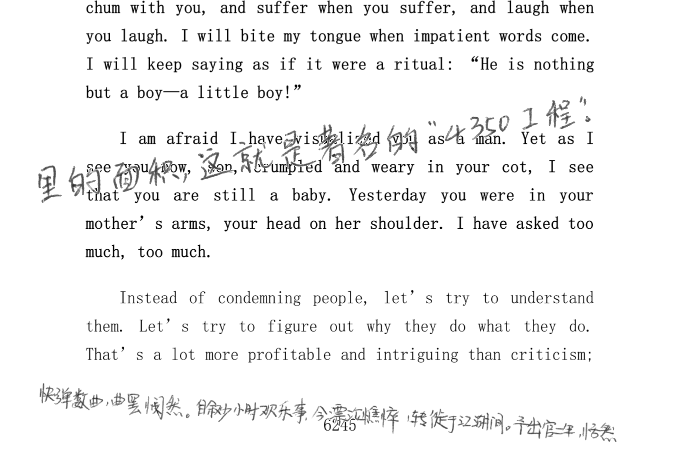 chum with you, and suffer when you suffer, and laugh when
you laugh. I will bite my tongue when impatient words come.
I will keep saying as if it were a ritual: “He is nothing
but a boy—a little boy!”
I am afraid I have visualized you as a man. Yet as I
see you now, son, crumpled and weary in your cot, I see
里的面积,这就是著名的“4350工程”。
that you are still a baby. Yesterday you were in your
mother’s arms, your head on her shoulder. I have asked too
much, too much.
Instead of condemning people, let’s try to understand
them. Let’s try to figure out why they do what they do.
That’s a lot more profitable and intriguing than criticism;
快弹数曲,曲罢悯然。自叙少小时欢乐事,今漂沦憔悴,转徙于江湖间。予出官二年,恬然
6245